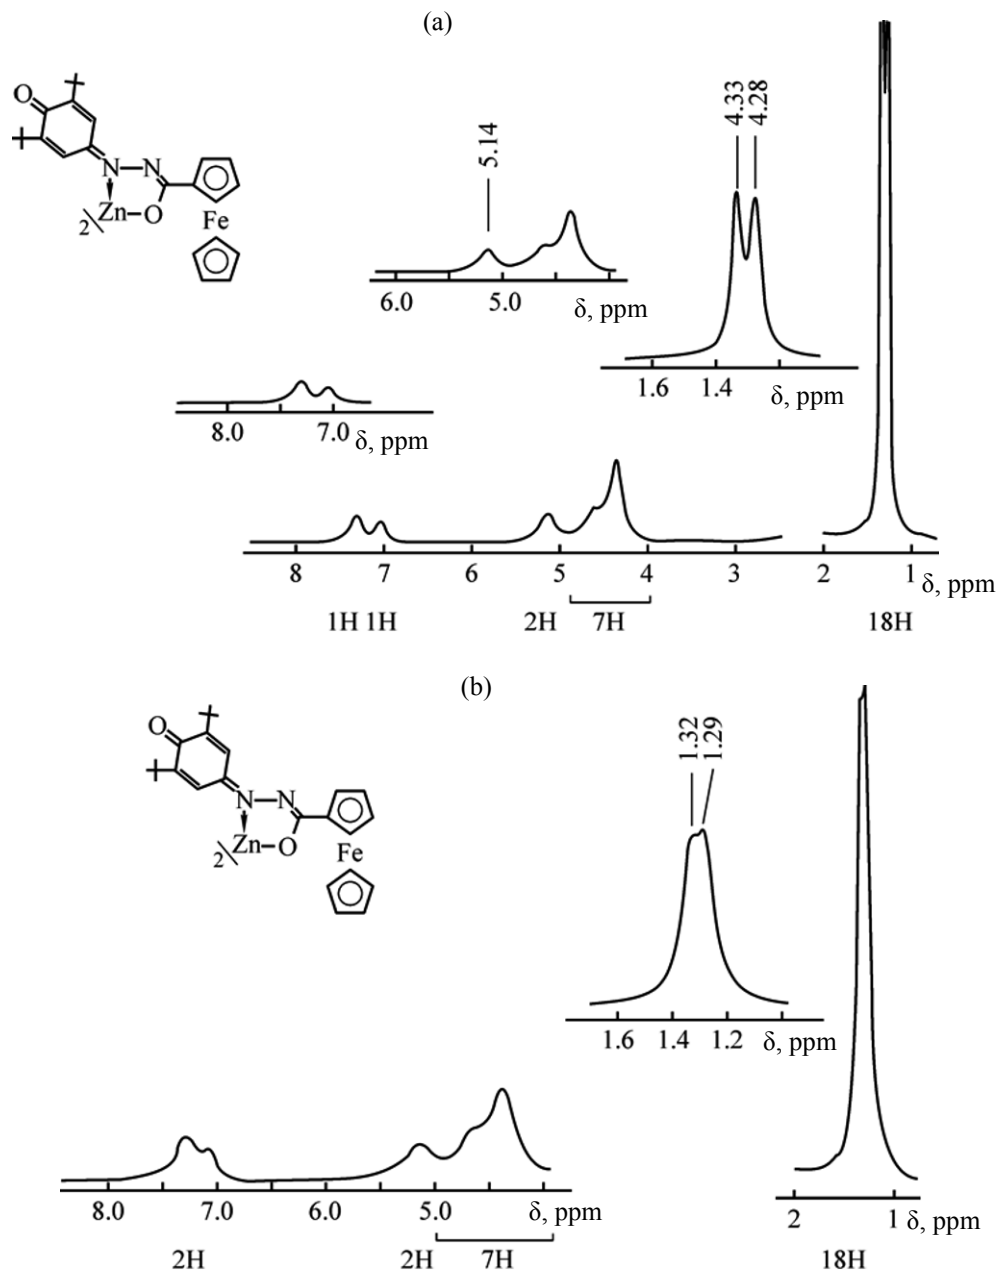 (a)
O
N—N
2 Zn—O
Fe
5.14
6.0 5.0 δ, ppm
4.33
4.28
1.6 1.4 δ, ppm
8.0 7.0 δ, ppm
8 7 6 5 4 3 2 1 δ, ppm
1H 1H 2H 7H 18H
(b)
O
N—N
2 Zn—O
Fe
1.32
1.29
1.6 1.4 1.2 δ, ppm
8.0 7.0 6.0 5.0 δ, ppm
2 1 δ, ppm
2H 2H 7H 18H